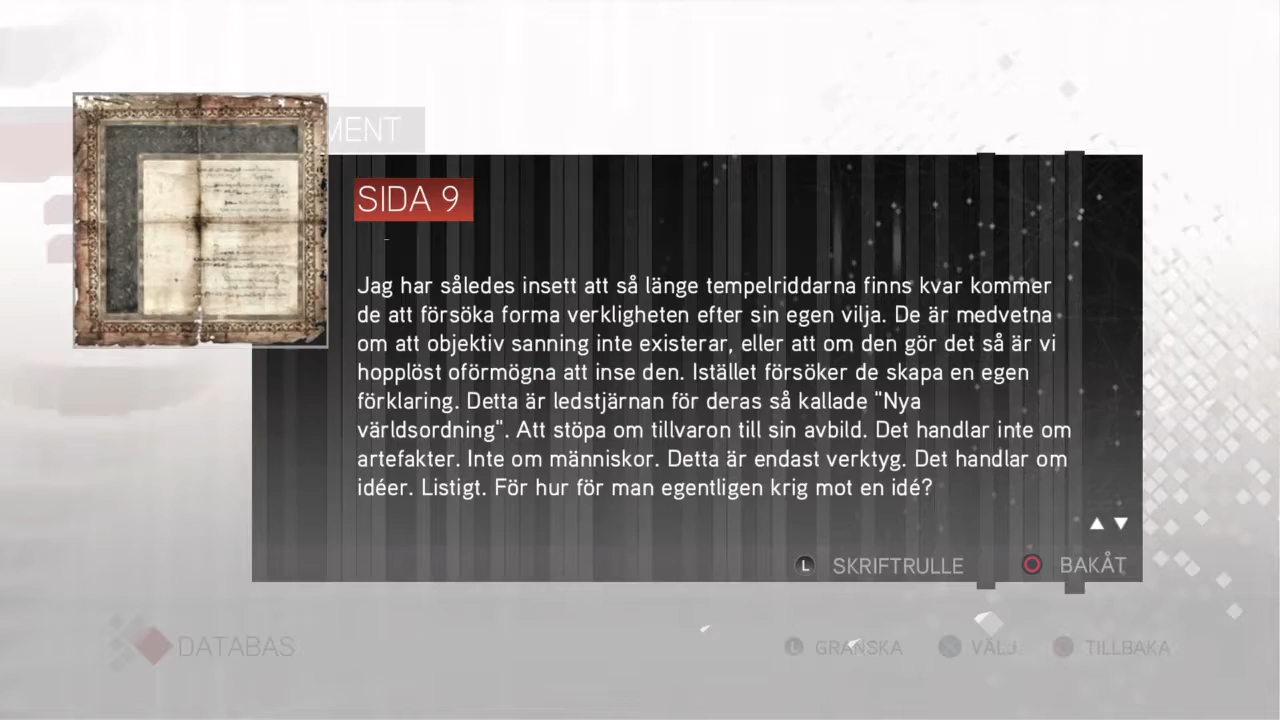 MENT
SIDA 9
Jag har således insett att så länge tempelriddarna finns kvar kommer
de att försöka forma verkligheten efter sin egen vilja. De är medvetna
om att objektiv sanning inte existerar, eller att om den gör det så är vi
hopplöst oförmögna att inse den. Istället försöker de skapa en egen
förklaring. Detta är ledstjärnan för deras så kallade "Nya
världsordning". Att stöpa om tillvaron till sin avbild. Det handlar inte om
artefakter. Inte om människor. Detta är endast verktyg. Det handlar om
idéer. Listigt. För hur för man egentligen krig mot en idé?
L SKRIFTRULLE BAKÅT
DATABAS
L GRANSKA VÄLJ TILLBAKA